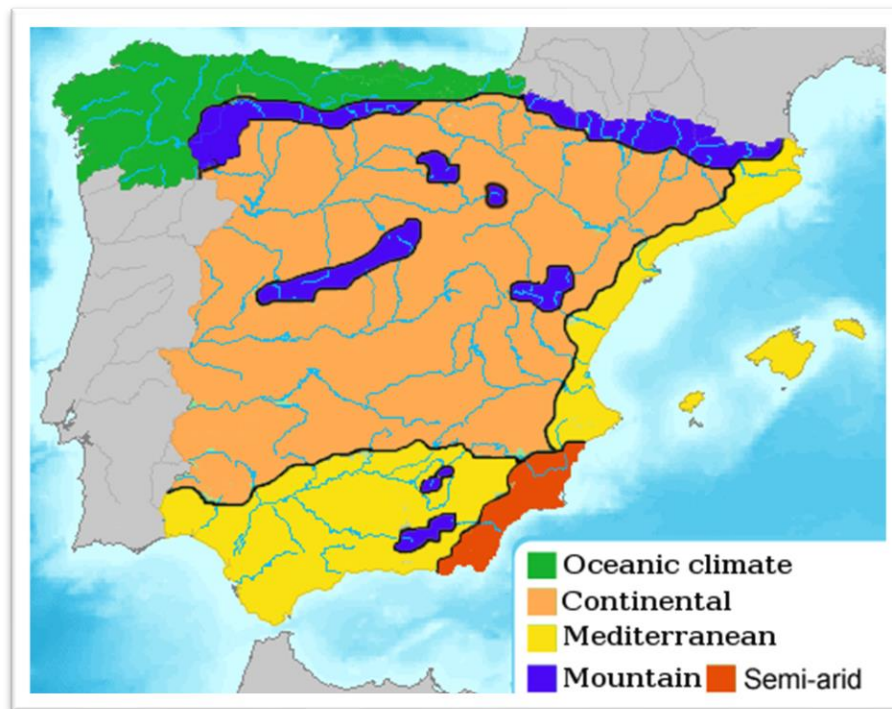 Oceanic climate
Continental
Mediterranean
Mountain Semi-arid